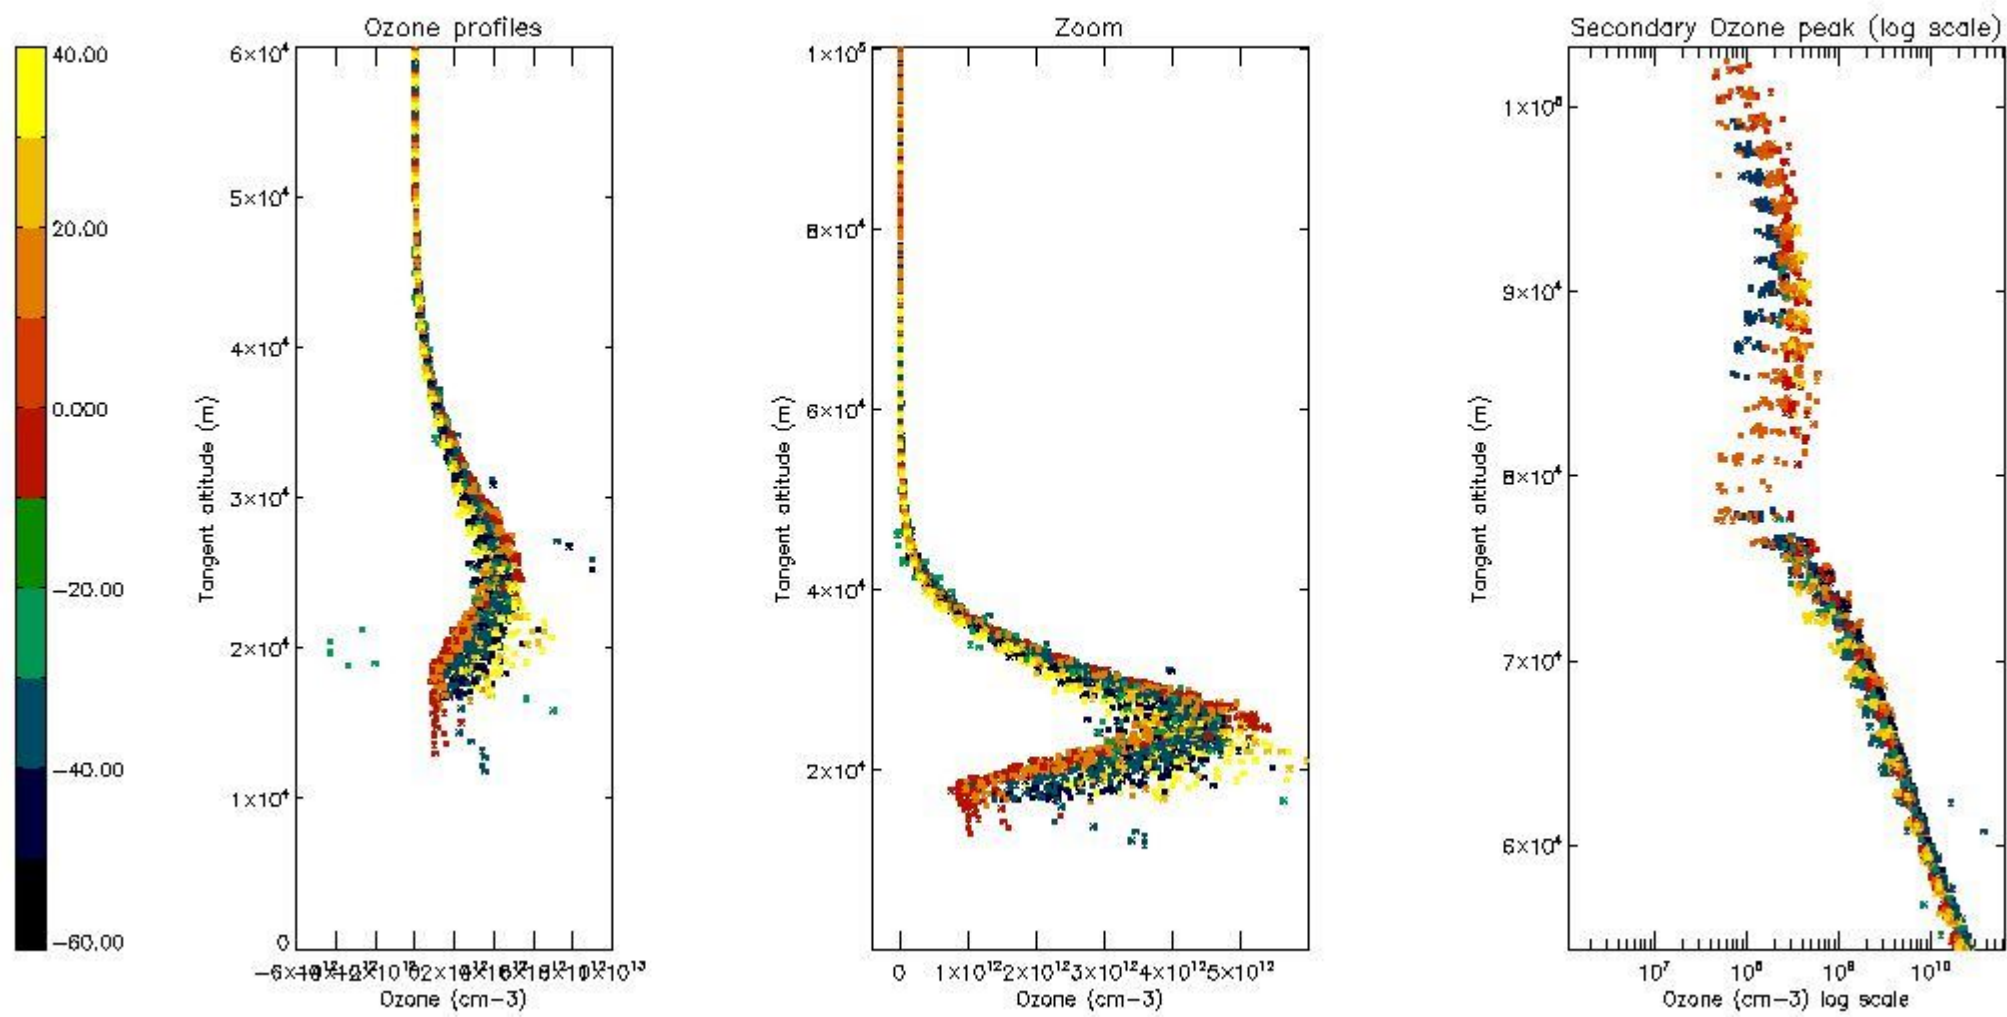 Ozone profiles
Zoom
Secondary Ozone peak (log scale)
40.00
20.00
0.000
−20.00
−40.00
−60.00
6×10⁴
5×10⁴
4×10⁴
3×10⁴
2×10⁴
1×10⁴
0
Tangent altitude (m)
Ozone (cm−3)
1×10⁵
8×10⁴
6×10⁴
4×10⁴
2×10⁴
Tangent altitude (m)
0 1×10¹² 2×10¹² 3×10¹² 4×10¹² 5×10¹²
Ozone (cm−3)
1×10⁵
9×10⁴
8×10⁴
7×10⁴
6×10⁴
Tangent altitude (m)
10⁷ 10⁸ 10⁹ 10¹⁰
Ozone (cm−3) log scale